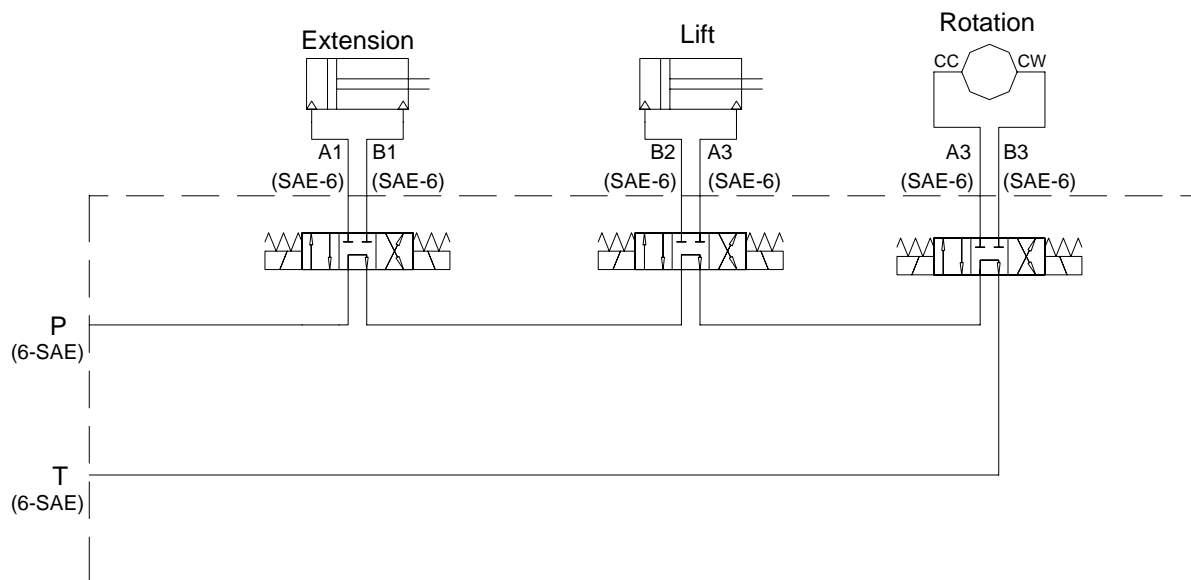 Extension
Lift
Rotation
CC
CW
A1
B1
B2
A3
A3
B3
(SAE-6)
(SAE-6)
(SAE-6)
(SAE-6)
(SAE-6)
(SAE-6)
P
(6-SAE)
T
(6-SAE)